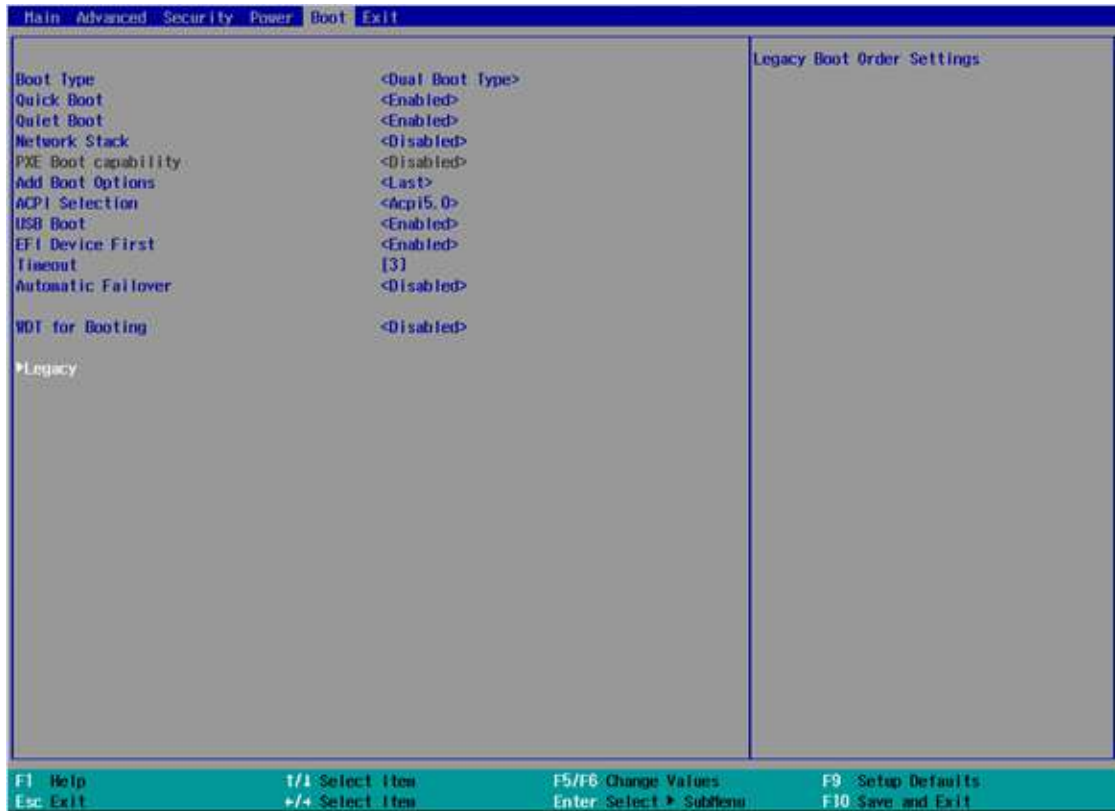 Main Advanced Security Power Boot Exit
Legacy Boot Order Settings
Boot Type <Dual Boot Type>
Quick Boot <Enabled>
Quiet Boot <Enabled>
Network Stack <Disabled>
PXE Boot capability <Disabled>
Add Boot Options <Last>
ACPI Selection <Acpi5.0>
USB Boot <Enabled>
EFI Device First <Enabled>
Timeout [3]
Automatic Failover <Disabled>
WDT for Booting <Disabled>
▶Legacy
F1 Help ↑/↓ Select Item F5/F6 Change Values F9 Setup Defaults
Esc Exit ←/→ Select Item Enter Select ▶ SubMenu F10 Save and Exit